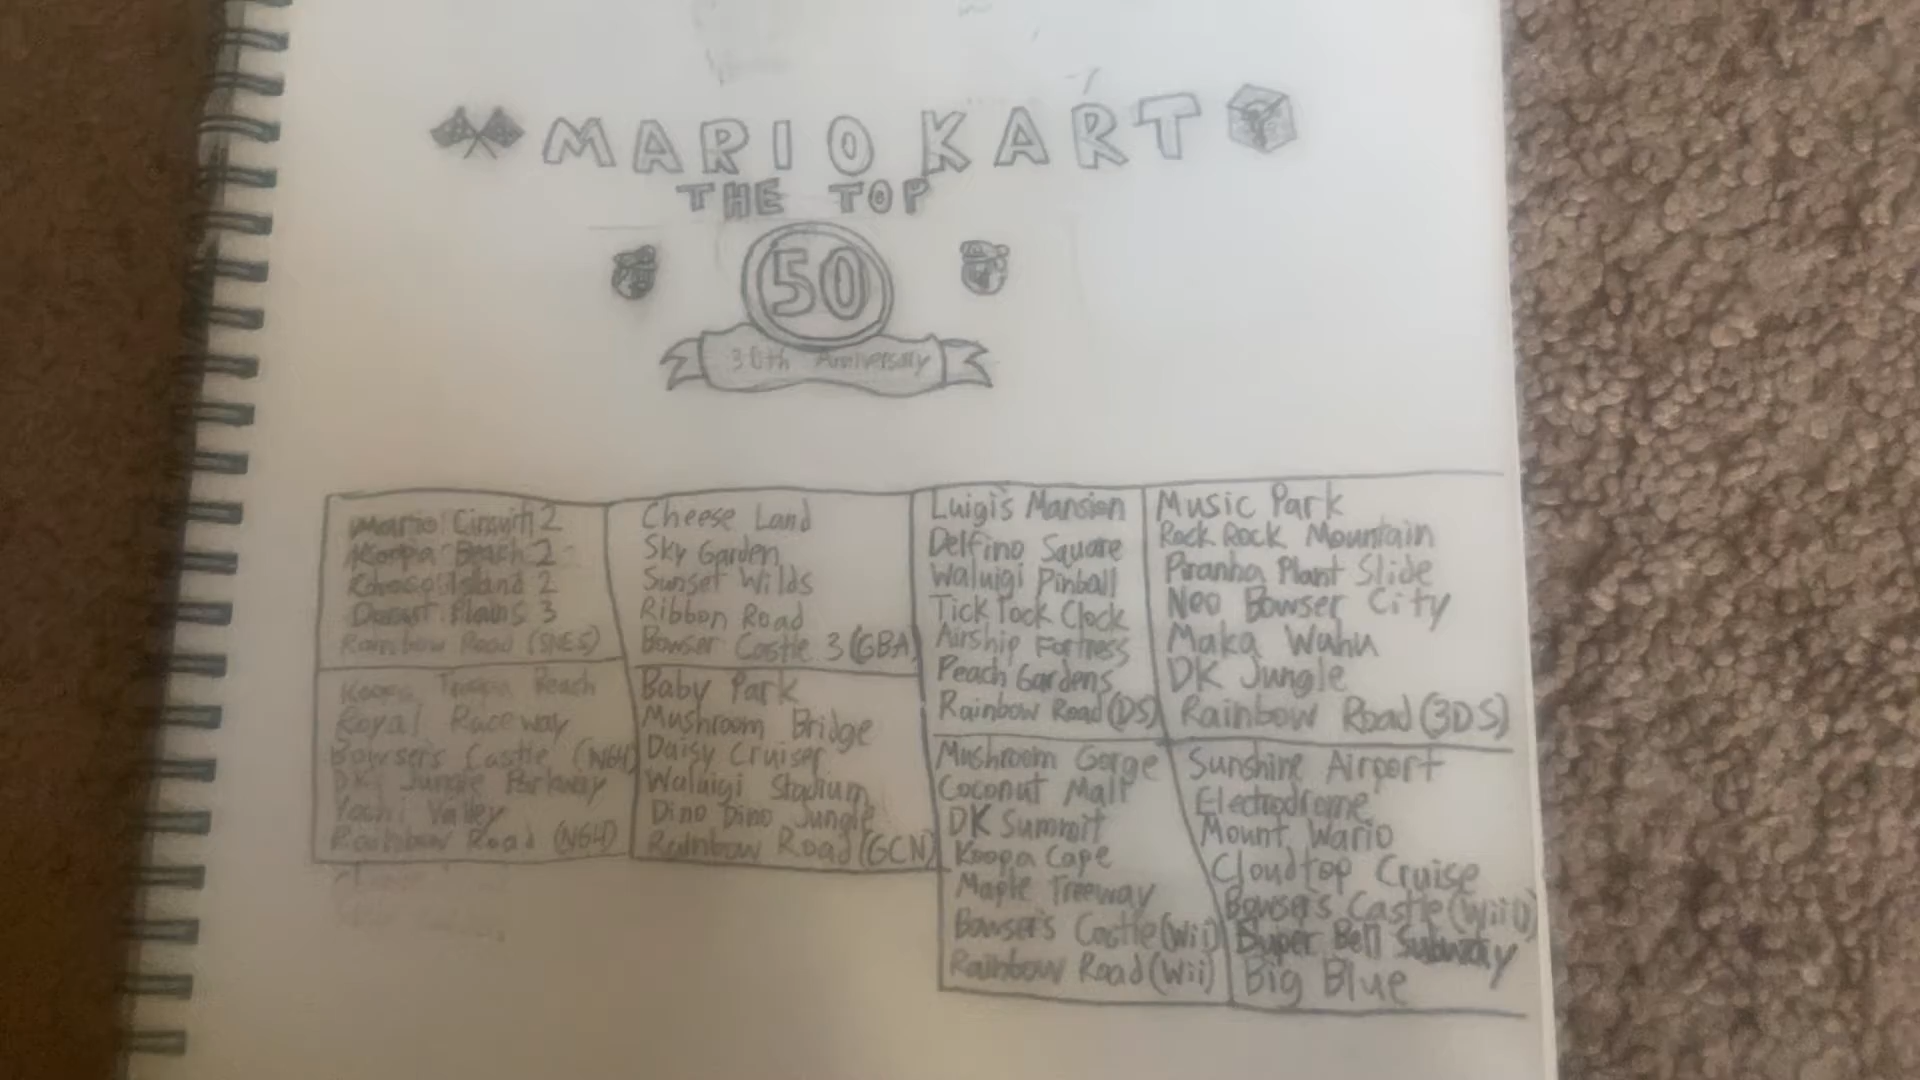 MARIO KART
THE TOP
50
30th Anniversary
Mario Circuit 2
Koopa Beach 2
Choco Island 2
Donut Plains 3
Rainbow Road (SNES)
Koopa Troopa Beach
Royal Raceway
Bowser's Castle (N64)
DK's Jungle Parkway
Yoshi Valley
Rainbow Road (N64)
Cheese Land
Sky Garden
Sunset Wilds
Ribbon Road
Bowser Castle 3 (GBA)
Baby Park
Mushroom Bridge
Daisy Cruiser
Waluigi Stadium
Dino Dino Jungle
Rainbow Road (GCN)
Luigi's Mansion
Delfino Square
Waluigi Pinball
Tick Tock Clock
Airship Fortress
Peach Gardens
Rainbow Road (DS)
Mushroom Gorge
Coconut Mall
DK Summit
Koopa Cape
Maple Treeway
Bowser's Castle (Wii)
Rainbow Road (Wii)
Music Park
Rock Rock Mountain
Piranha Plant Slide
Neo Bowser City
Maka Wuhu
DK Jungle
Rainbow Road (3DS)
Sunshine Airport
Electrodrome
Mount Wario
Cloudtop Cruise
Bowser's Castle (Wii U)
Super Bell Subway
Big Blue